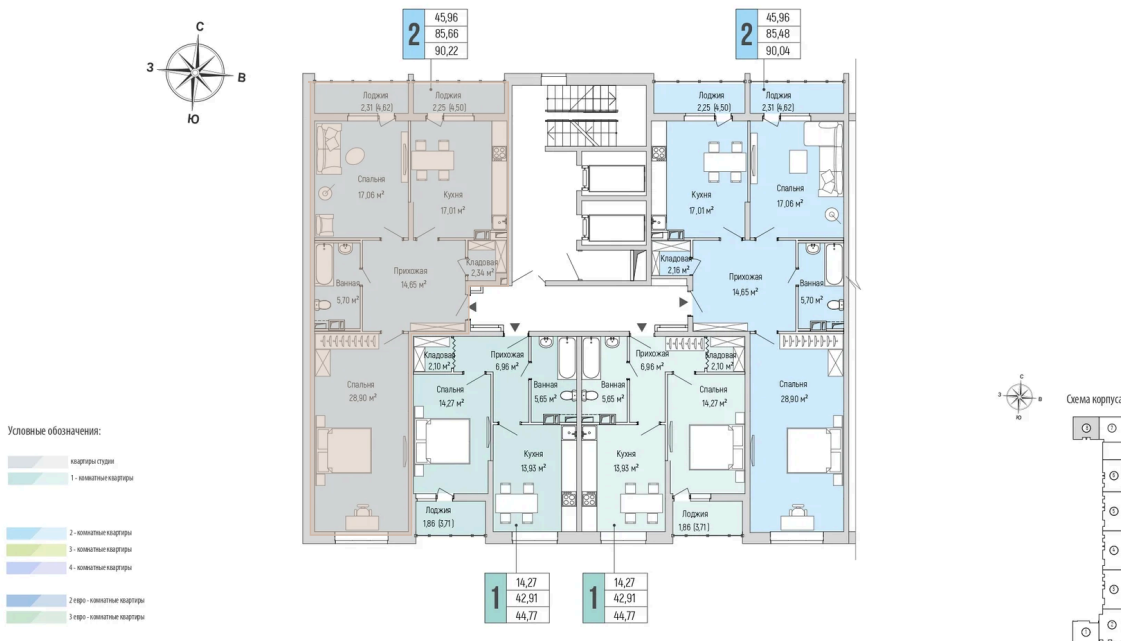 С
З
В
Ю
2
45,96
85,66
90,22
2
45,96
85,48
90,04
Лоджия
2,31 (4,62)
Лоджия
2,25 (4,50)
Лоджия
2,25 (4,50)
Лоджия
2,31 (4,62)
Спальня
17,06 м²
Кухня
17,01 м²
Кухня
17,01 м²
Спальня
17,06 м²
Кладовая
2,34 м²
Прихожая
14,65 м²
Ванная
5,70 м²
Кладовая
2,16 м²
Прихожая
14,65 м²
Ванная
5,70 м²
Кладовая
2,10 м²
Прихожая
6,96 м²
Прихожая
6,96 м²
Кладовая
2,10 м²
Спальня
28,90 м²
Спальня
14,27 м²
Ванная
5,65 м²
Ванная
5,65 м²
Спальня
14,27 м²
Спальня
28,90 м²
Кухня
13,93 м²
Кухня
13,93 м²
Лоджия
1,86 (3,71)
Лоджия
1,86 (3,71)
1
14,27
42,91
44,77
1
14,27
42,91
44,77
Условные обозначения:
квартиры студии
1 - комнатные квартиры
2 - комнатные квартиры
3 - комнатные квартиры
4 - комнатные квартиры
2 евро - комнатные квартиры
3 евро - комнатные квартиры
С
З
В
Ю
Схема корпуса
8
7
6
5
4
3
2
1